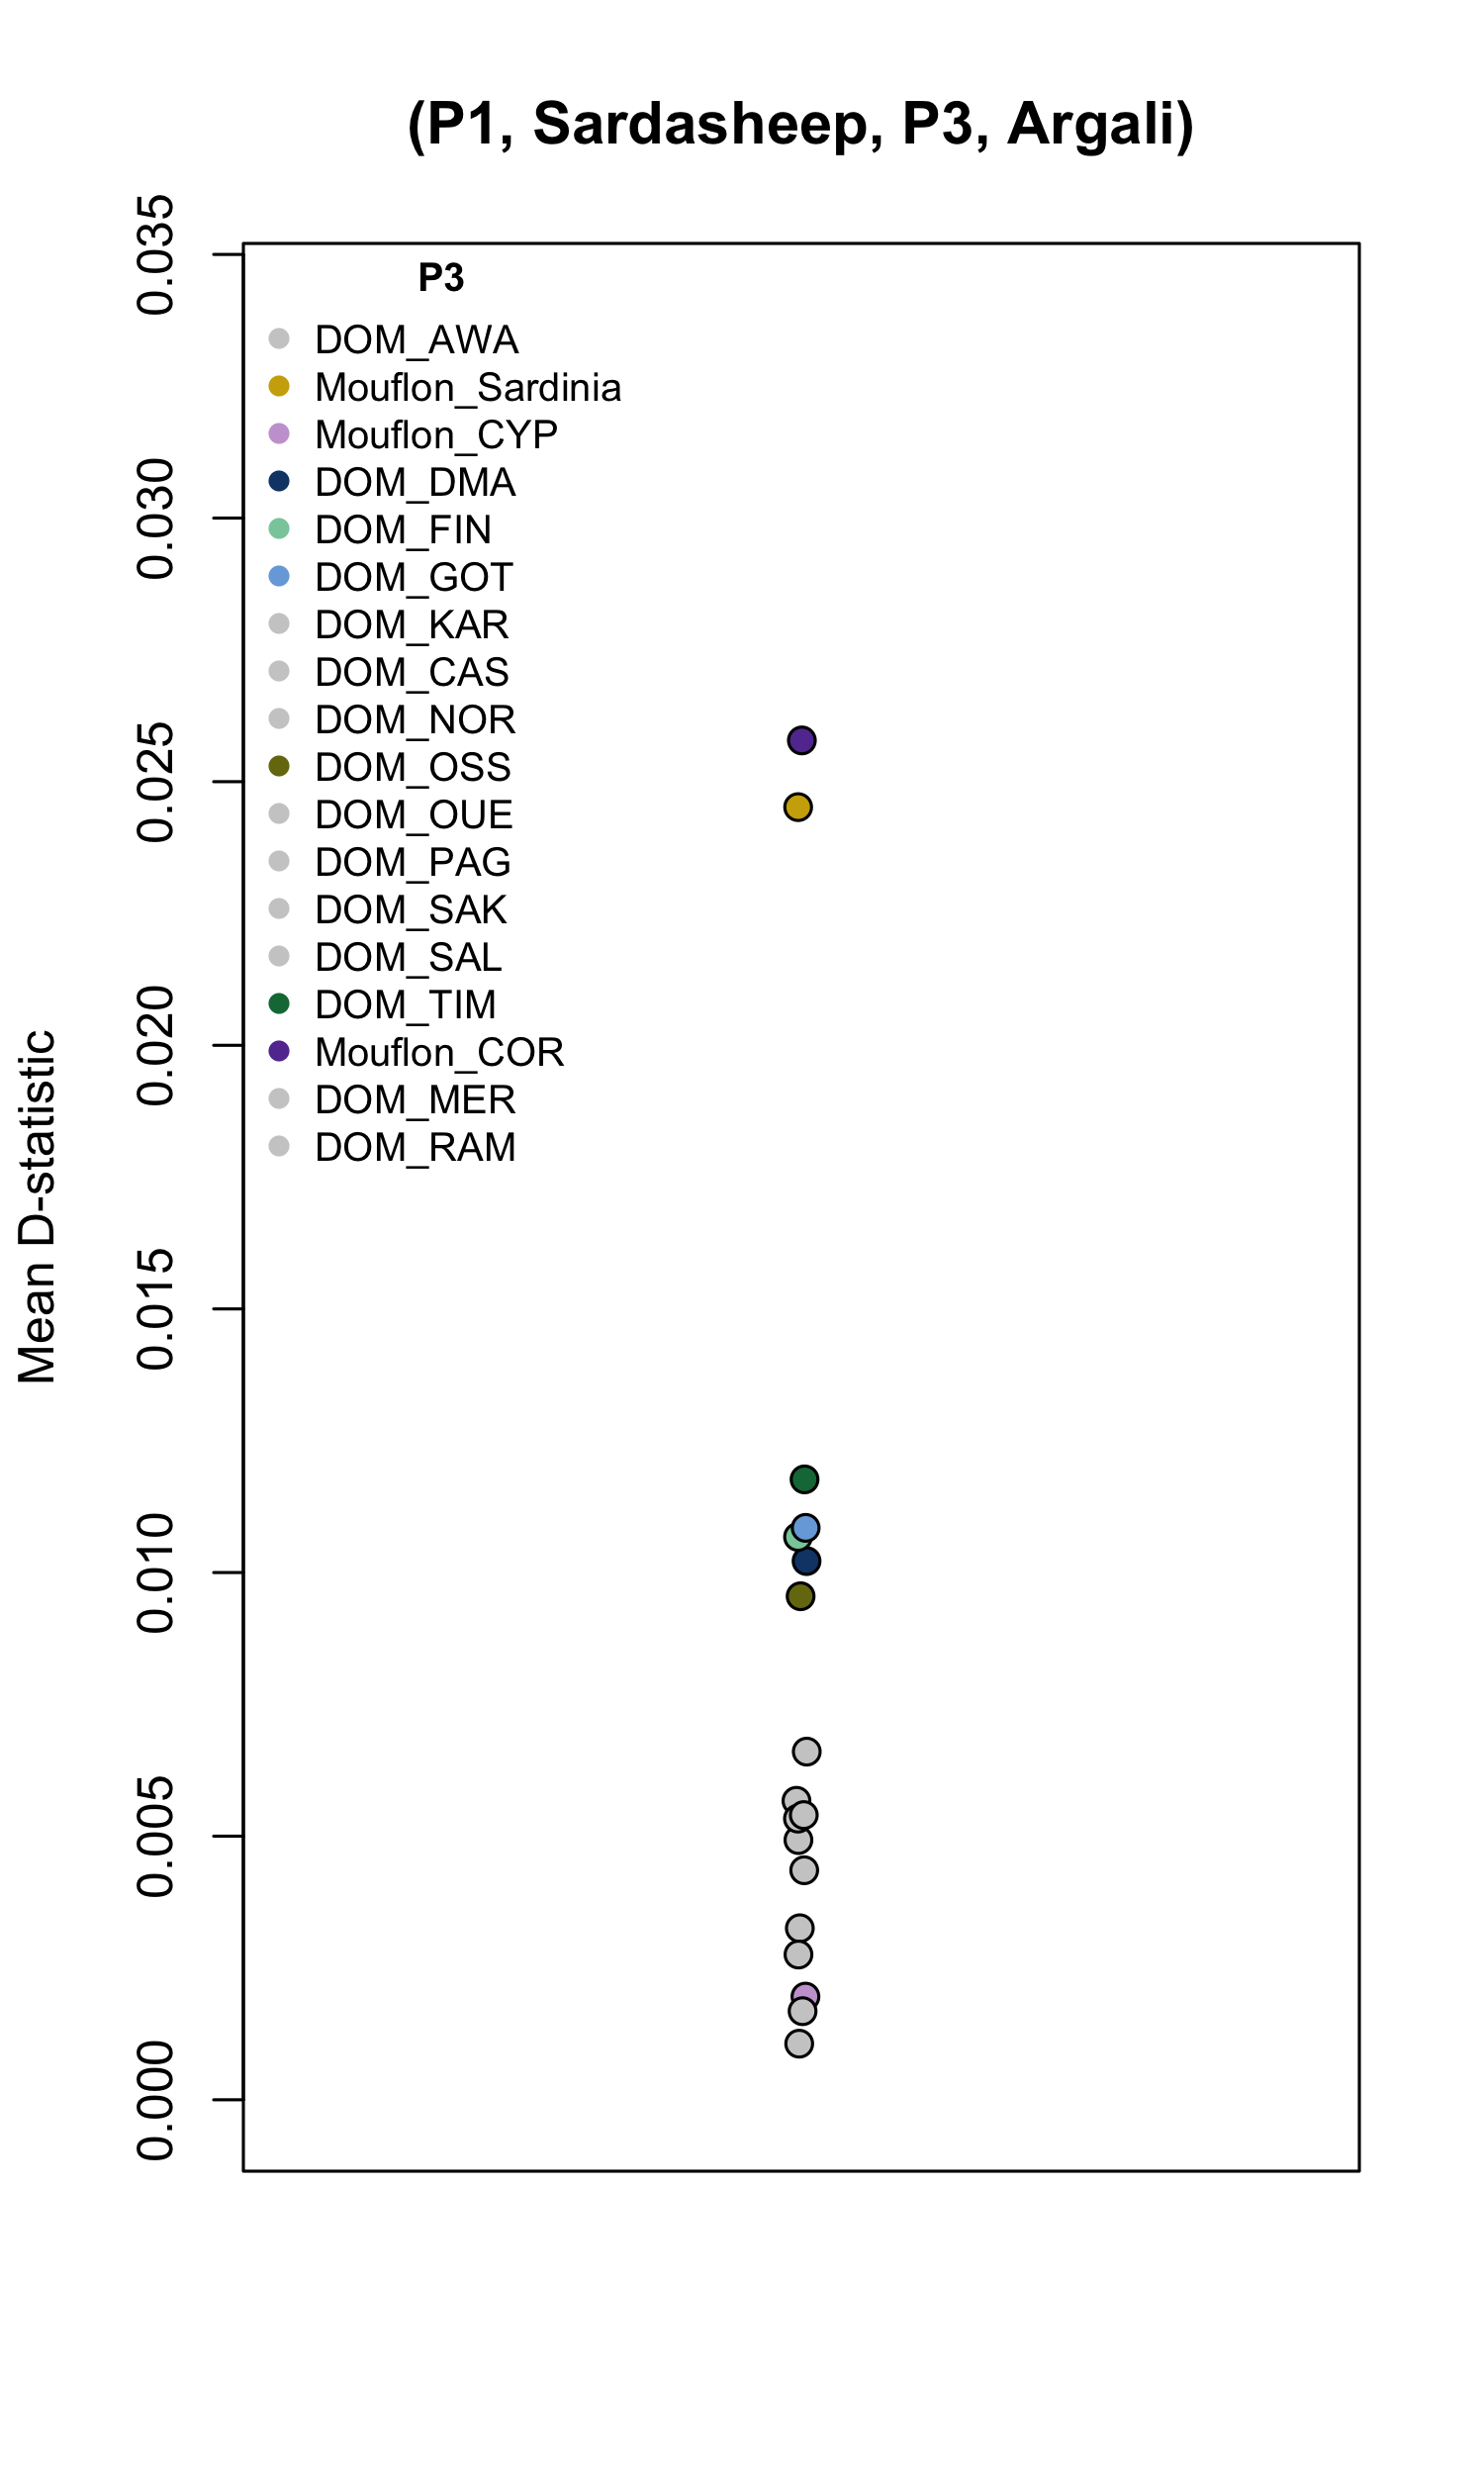 (P1, Sardasheep, P3, Argali)
0.035
0.030
0.025
0.020
0.015
0.010
0.005
0.000
Mean D-statistic
P3
DOM_AWA
Mouflon_Sardinia
Mouflon_CYP
DOM_DMA
DOM_FIN
DOM_GOT
DOM_KAR
DOM_CAS
DOM_NOR
DOM_OSS
DOM_OUE
DOM_PAG
DOM_SAK
DOM_SAL
DOM_TIM
Mouflon_COR
DOM_MER
DOM_RAM